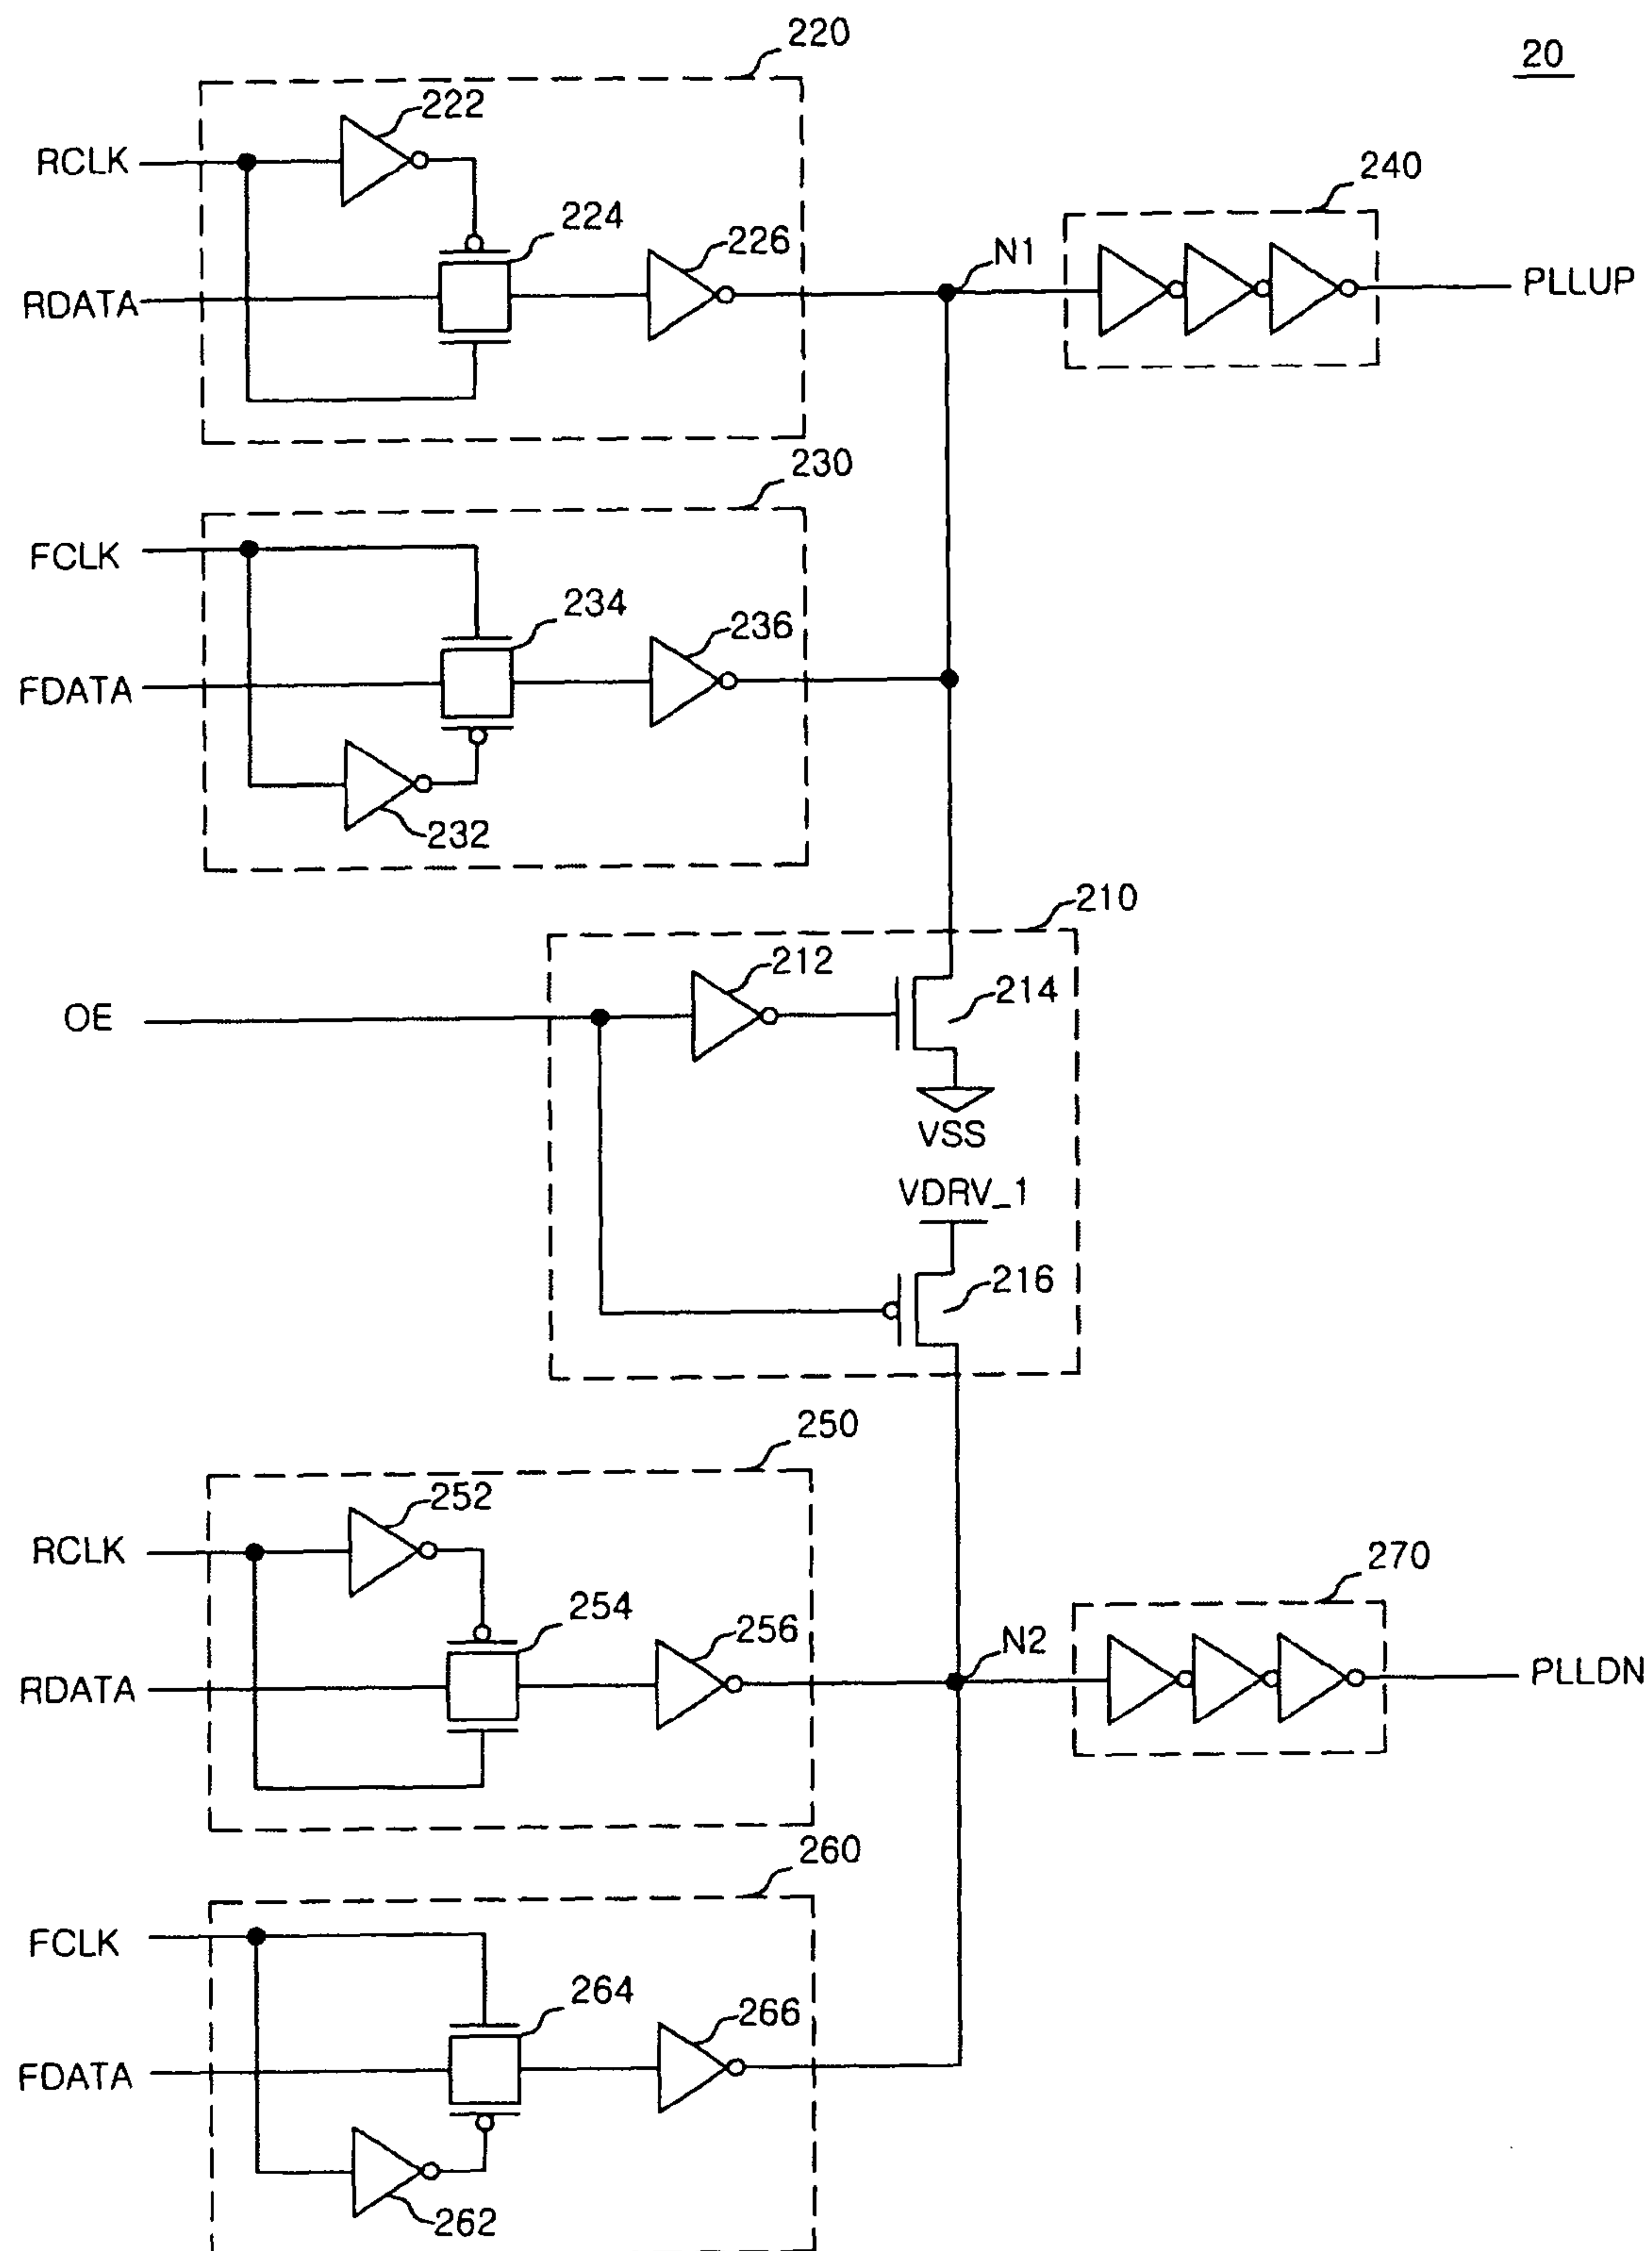 220
20
222
RCLK
240
224
226
N1
RDATA
PLLUP
230
FCLK
234
236
FDATA
232
210
212
OE
214
VSS
VDRV_1
216
250
252
RCLK
270
254
256
N2
RDATA
PLLDN
260
FCLK
264
266
FDATA
262